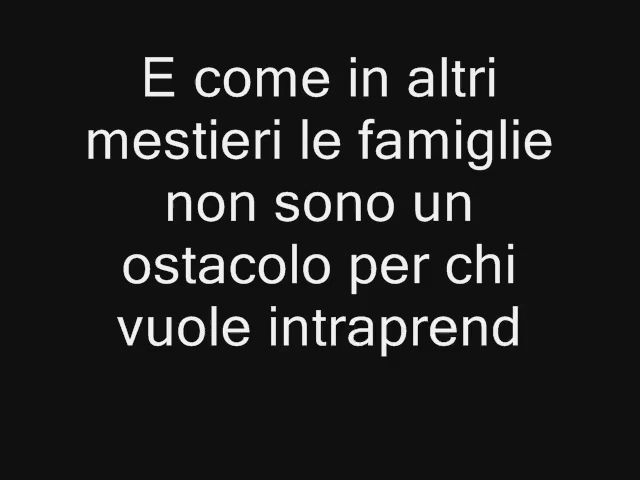 E come in altri
mestieri le famiglie
non sono un
ostacolo per chi
vuole intraprend